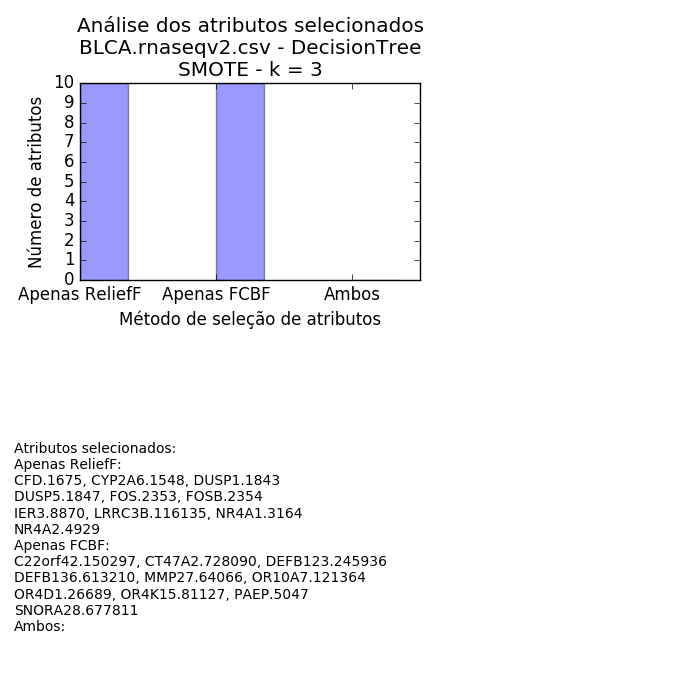 Análise dos atributos selecionados
BLCA.rnaseqv2.csv - DecisionTree
SMOTE - k = 3
10
9
8
7
6
5
4
3
2
1
0
Número de atributos
Apenas ReliefF Apenas FCBF Ambos
Método de seleção de atributos
Atributos selecionados:
Apenas ReliefF:
CFD.1675, CYP2A6.1548, DUSP1.1843
DUSP5.1847, FOS.2353, FOSB.2354
IER3.8870, LRRC3B.116135, NR4A1.3164
NR4A2.4929
Apenas FCBF:
C22orf42.150297, CT47A2.728090, DEFB123.245936
DEFB136.613210, MMP27.64066, OR10A7.121364
OR4D1.26689, OR4K15.81127, PAEP.5047
SNORA28.677811
Ambos: